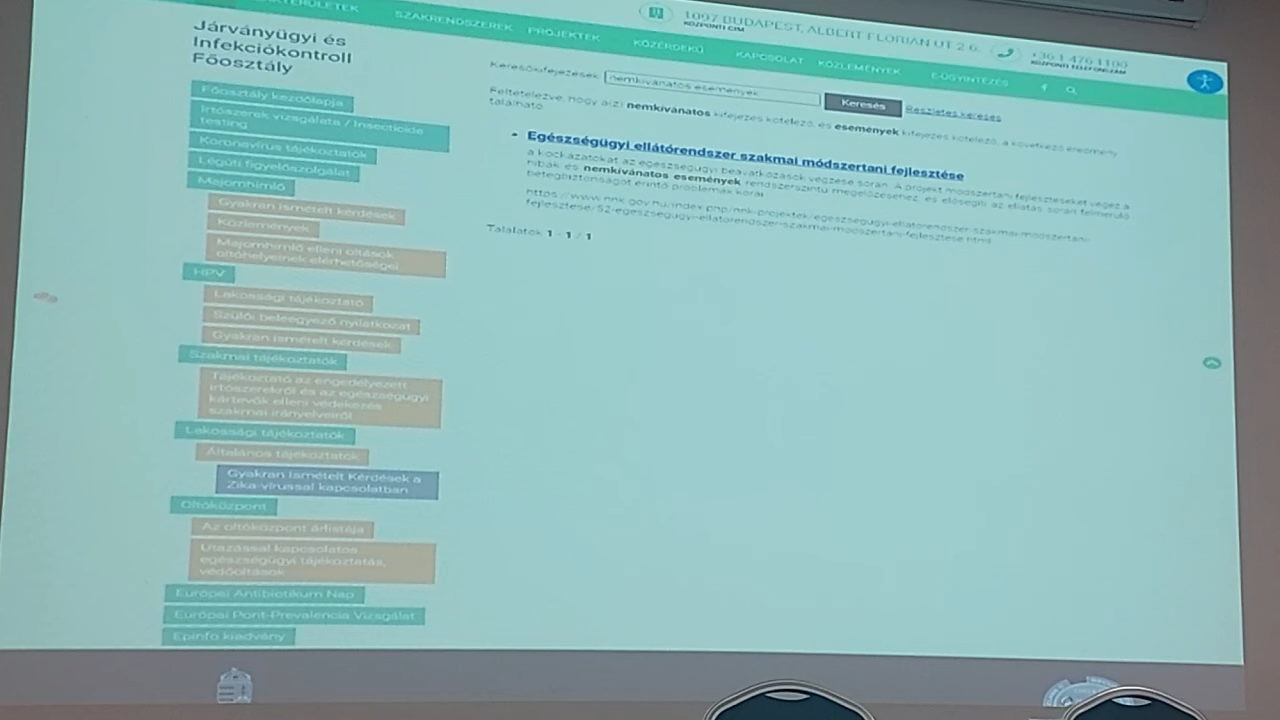 SZAKRENDSZEREK PROJEKTEK KÖZÉRDEKŰ KAPCSOLAT KÖZLEMÉNYEK E-ÜGYINTÉZÉS
1097 BUDAPEST, ALBERT FLÓRIÁN ÚT 2-6.
KÖZPONTI CÍM
+36 1 476 1100
KÖZPONTI TELEFONSZÁM
Járványügyi és
Infekciókontroll
Főosztály
Főosztály kezdőlapja
Irtószerek vizsgálata / Insecticide
testing
Koronavírus tájékoztatók
Légúti figyelőszolgálat
Majomhimlő
Gyakran ismételt kérdések
Közlemények
Majomhimlő elleni oltások
oltóhelyeinek elérhetőségei
HPV
Lakossági tájékoztató
Szülői beleegyező nyilatkozat
Gyakran ismételt kérdések
Szakmai tájékoztatók
Tájékoztató az engedélyezett
irtószerekről és az egészségügyi
kártevők elleni védekezés
szakmai irányelveiről
Lakossági tájékoztatók
Általános tájékoztatók
Gyakran Ismételt Kérdések a
Zika-vírussal kapcsolatban
Oltóközpont
Az oltóközpont árlistája
Utazással kapcsolatos
egészségügyi tájékoztatás,
védőoltások
Európai Antibiotikum Nap
Európai Pont-Prevalencia Vizsgálat
Epinfo kiadvány
Keresőkifejezések: nemkívánatos események Keresés Részletes keresés
Feltételezve, hogy a(z) nemkívánatos kifejezés kötelező, és események kifejezés kötelező, a következő eredmény
található.
Egészségügyi ellátórendszer szakmai módszertani fejlesztése
a kockázatokat az egészségügyi beavatkozások végzése során. A projekt módszertani fejlesztéseket végez a
hibák és nemkívánatos események rendszerszintű megelőzéséhez, és elősegíti az ellátás során felmerülő
betegbiztonságot érintő problémák korai
https://www.nnk.gov.hu/index.php/nnk-projektek/egeszsegugyi-ellatorendszer-szakmai-modszertani-
fejlesztese/52-egeszsegugyi-ellatorendszer-szakmai-modszertani-fejlesztese.html
Találatok 1 - 1 / 1